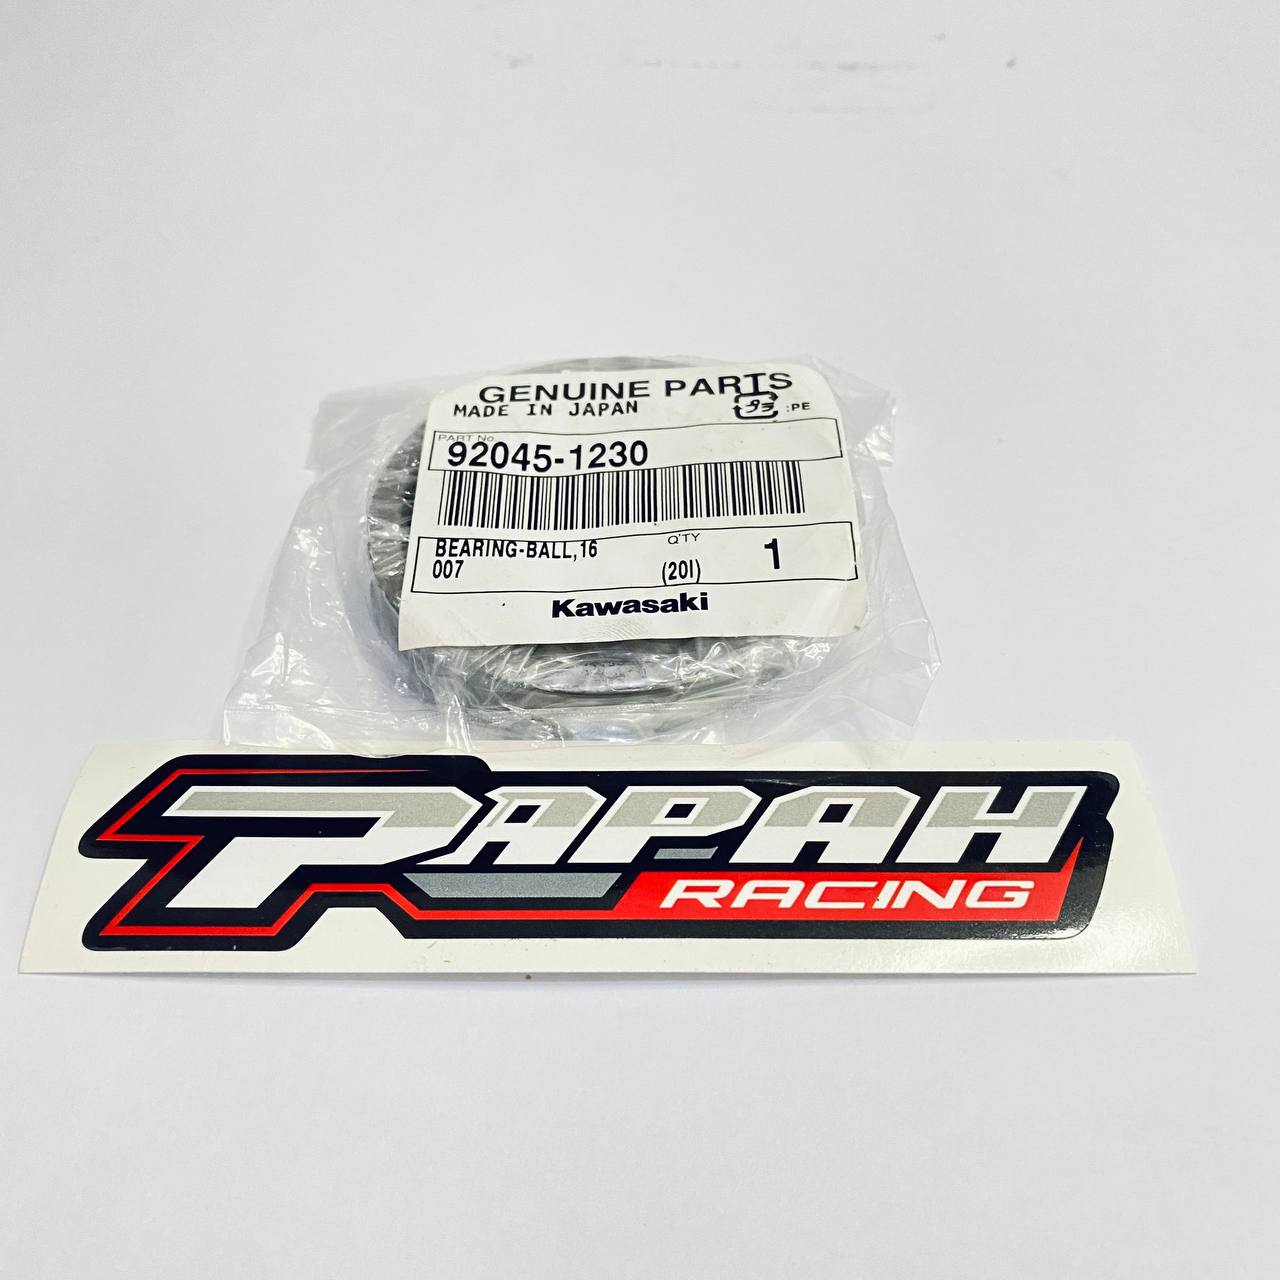 GENUINE PARTS
MADE IN JAPAN
:PE
PART No.
92045-1230
BEARING-BALL,16
007
Q'TY
(20I)
1
Kawasaki
PAPAH
RACING